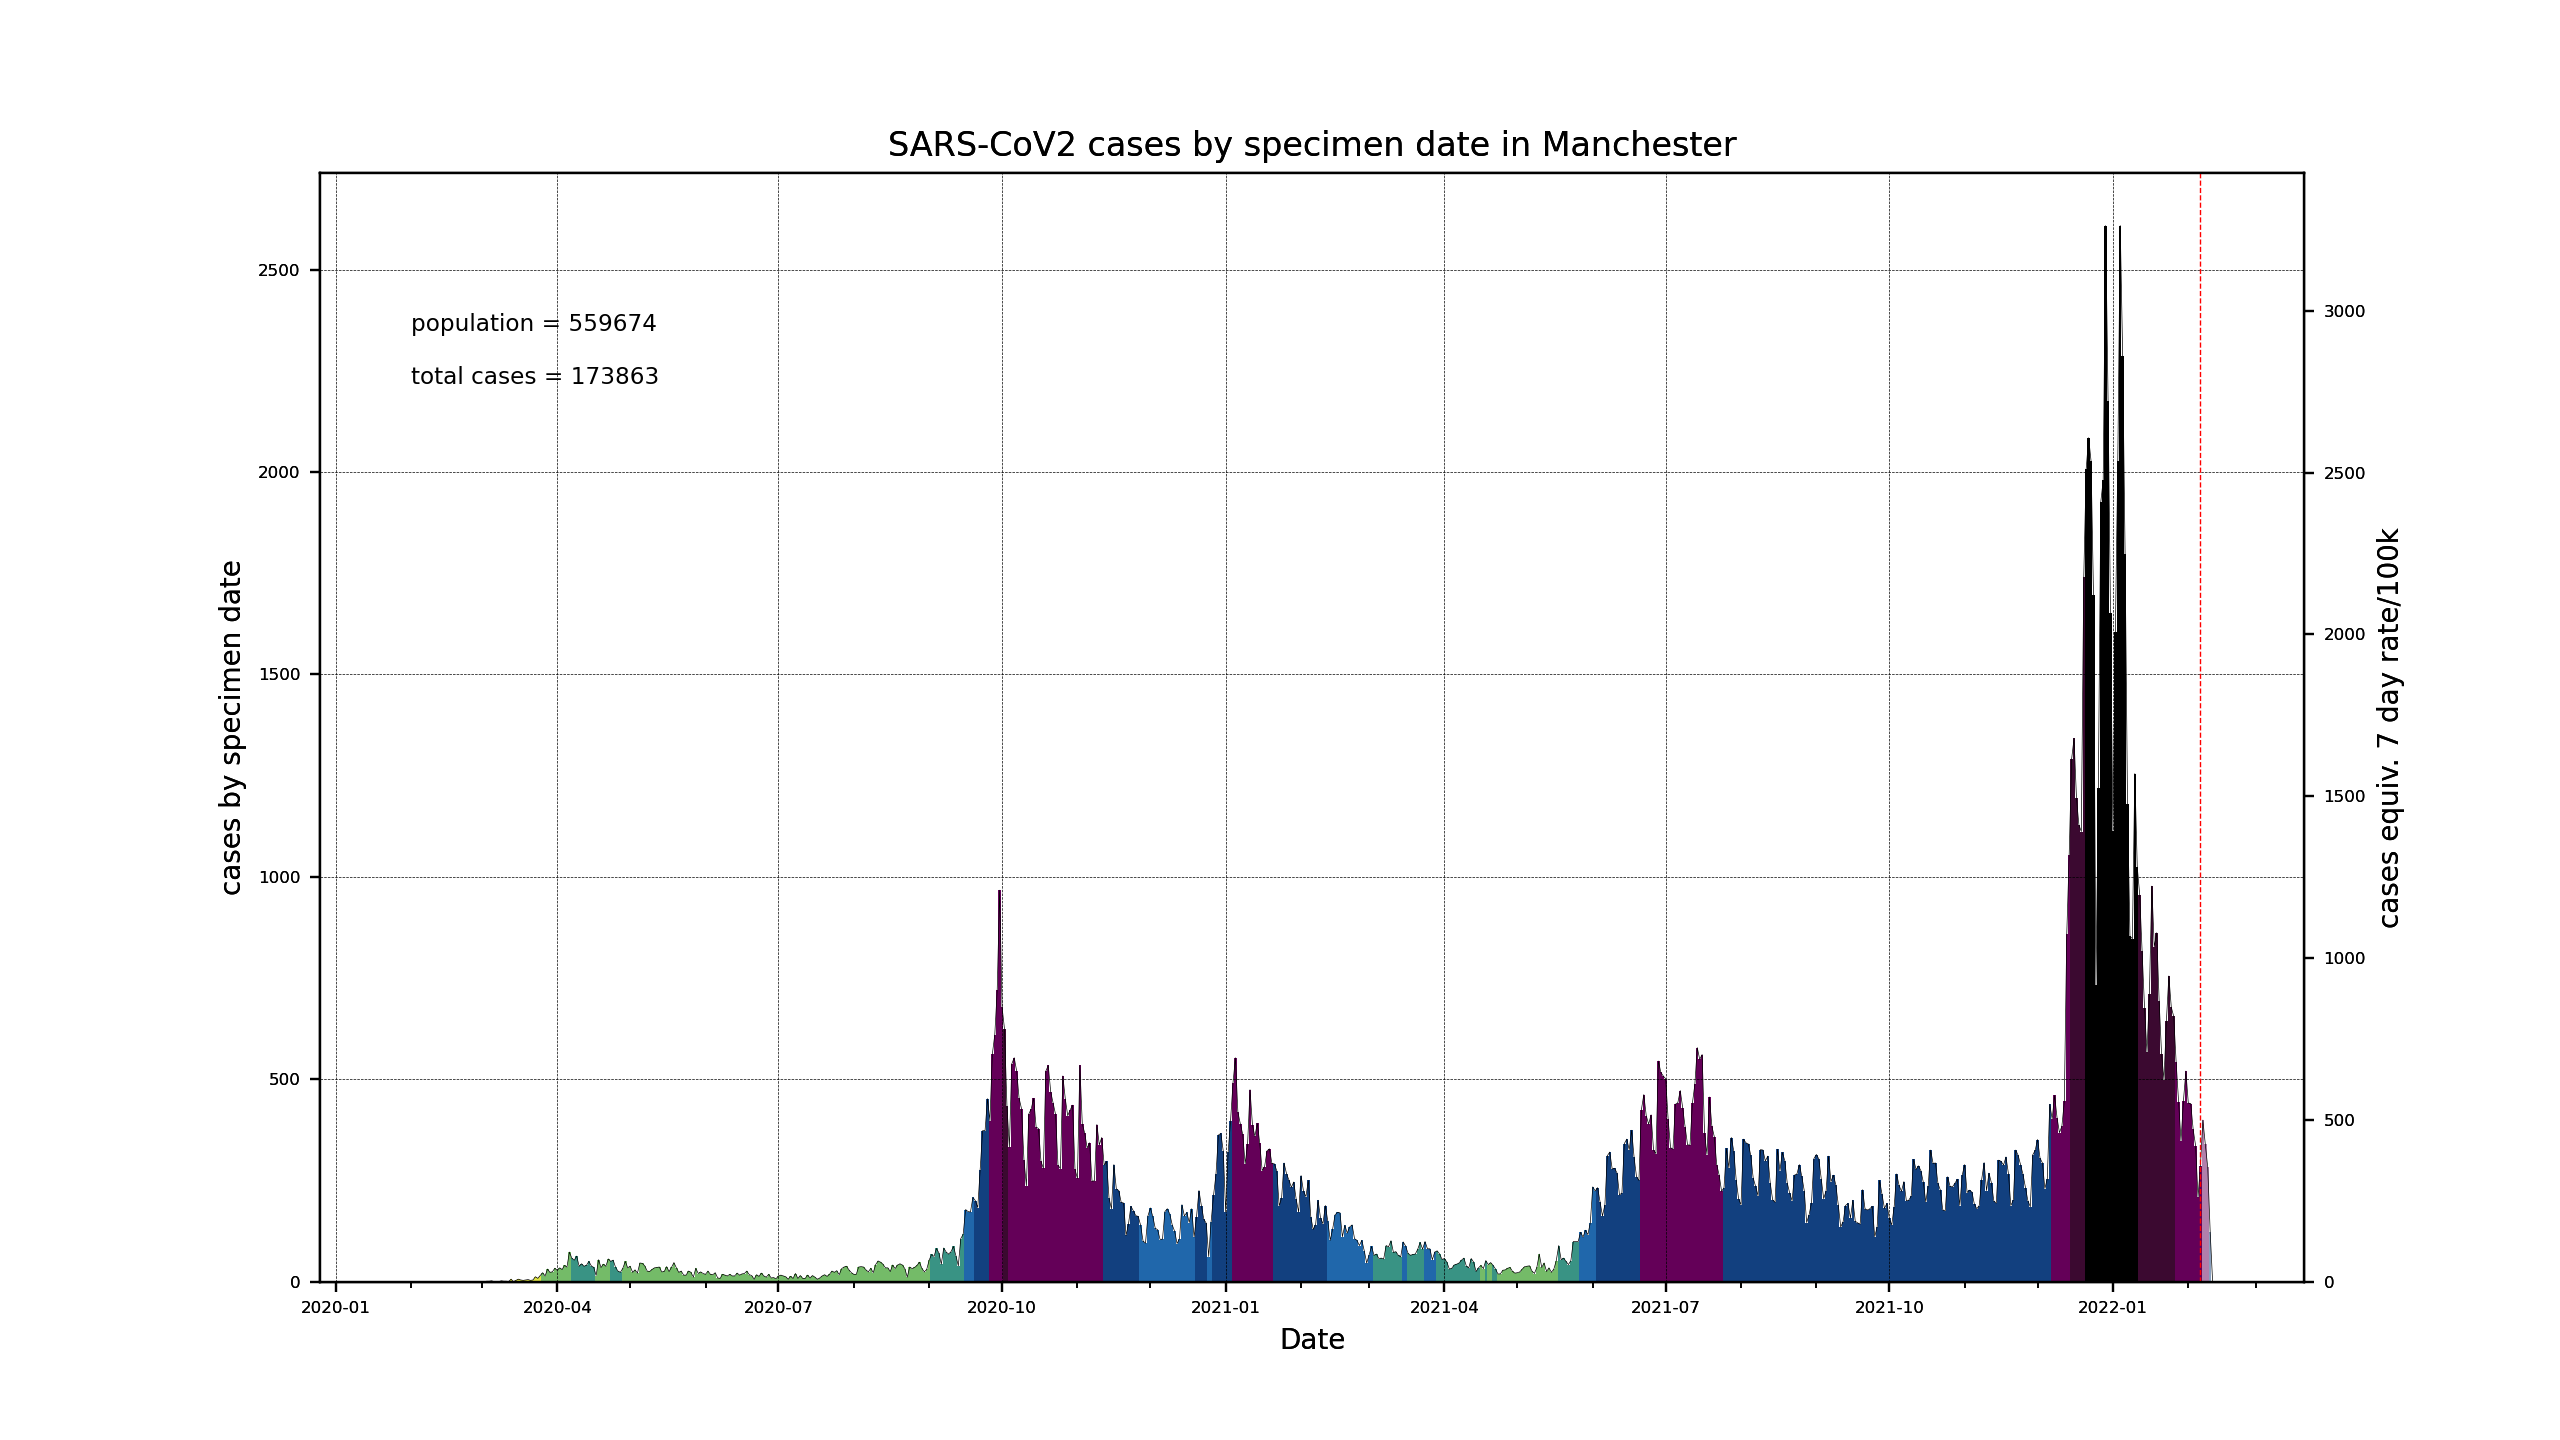 SARS-CoV2 cases by specimen date in Manchester
population = 559674
total cases = 173863
cases by specimen date
2500
2000
1500
1000
500
0
3000
2500
2000
1500
1000
500
0
cases equiv. 7 day rate/100k
2020-01 2020-04 2020-07 2020-10 2021-01 2021-04 2021-07 2021-10 2022-01
Date